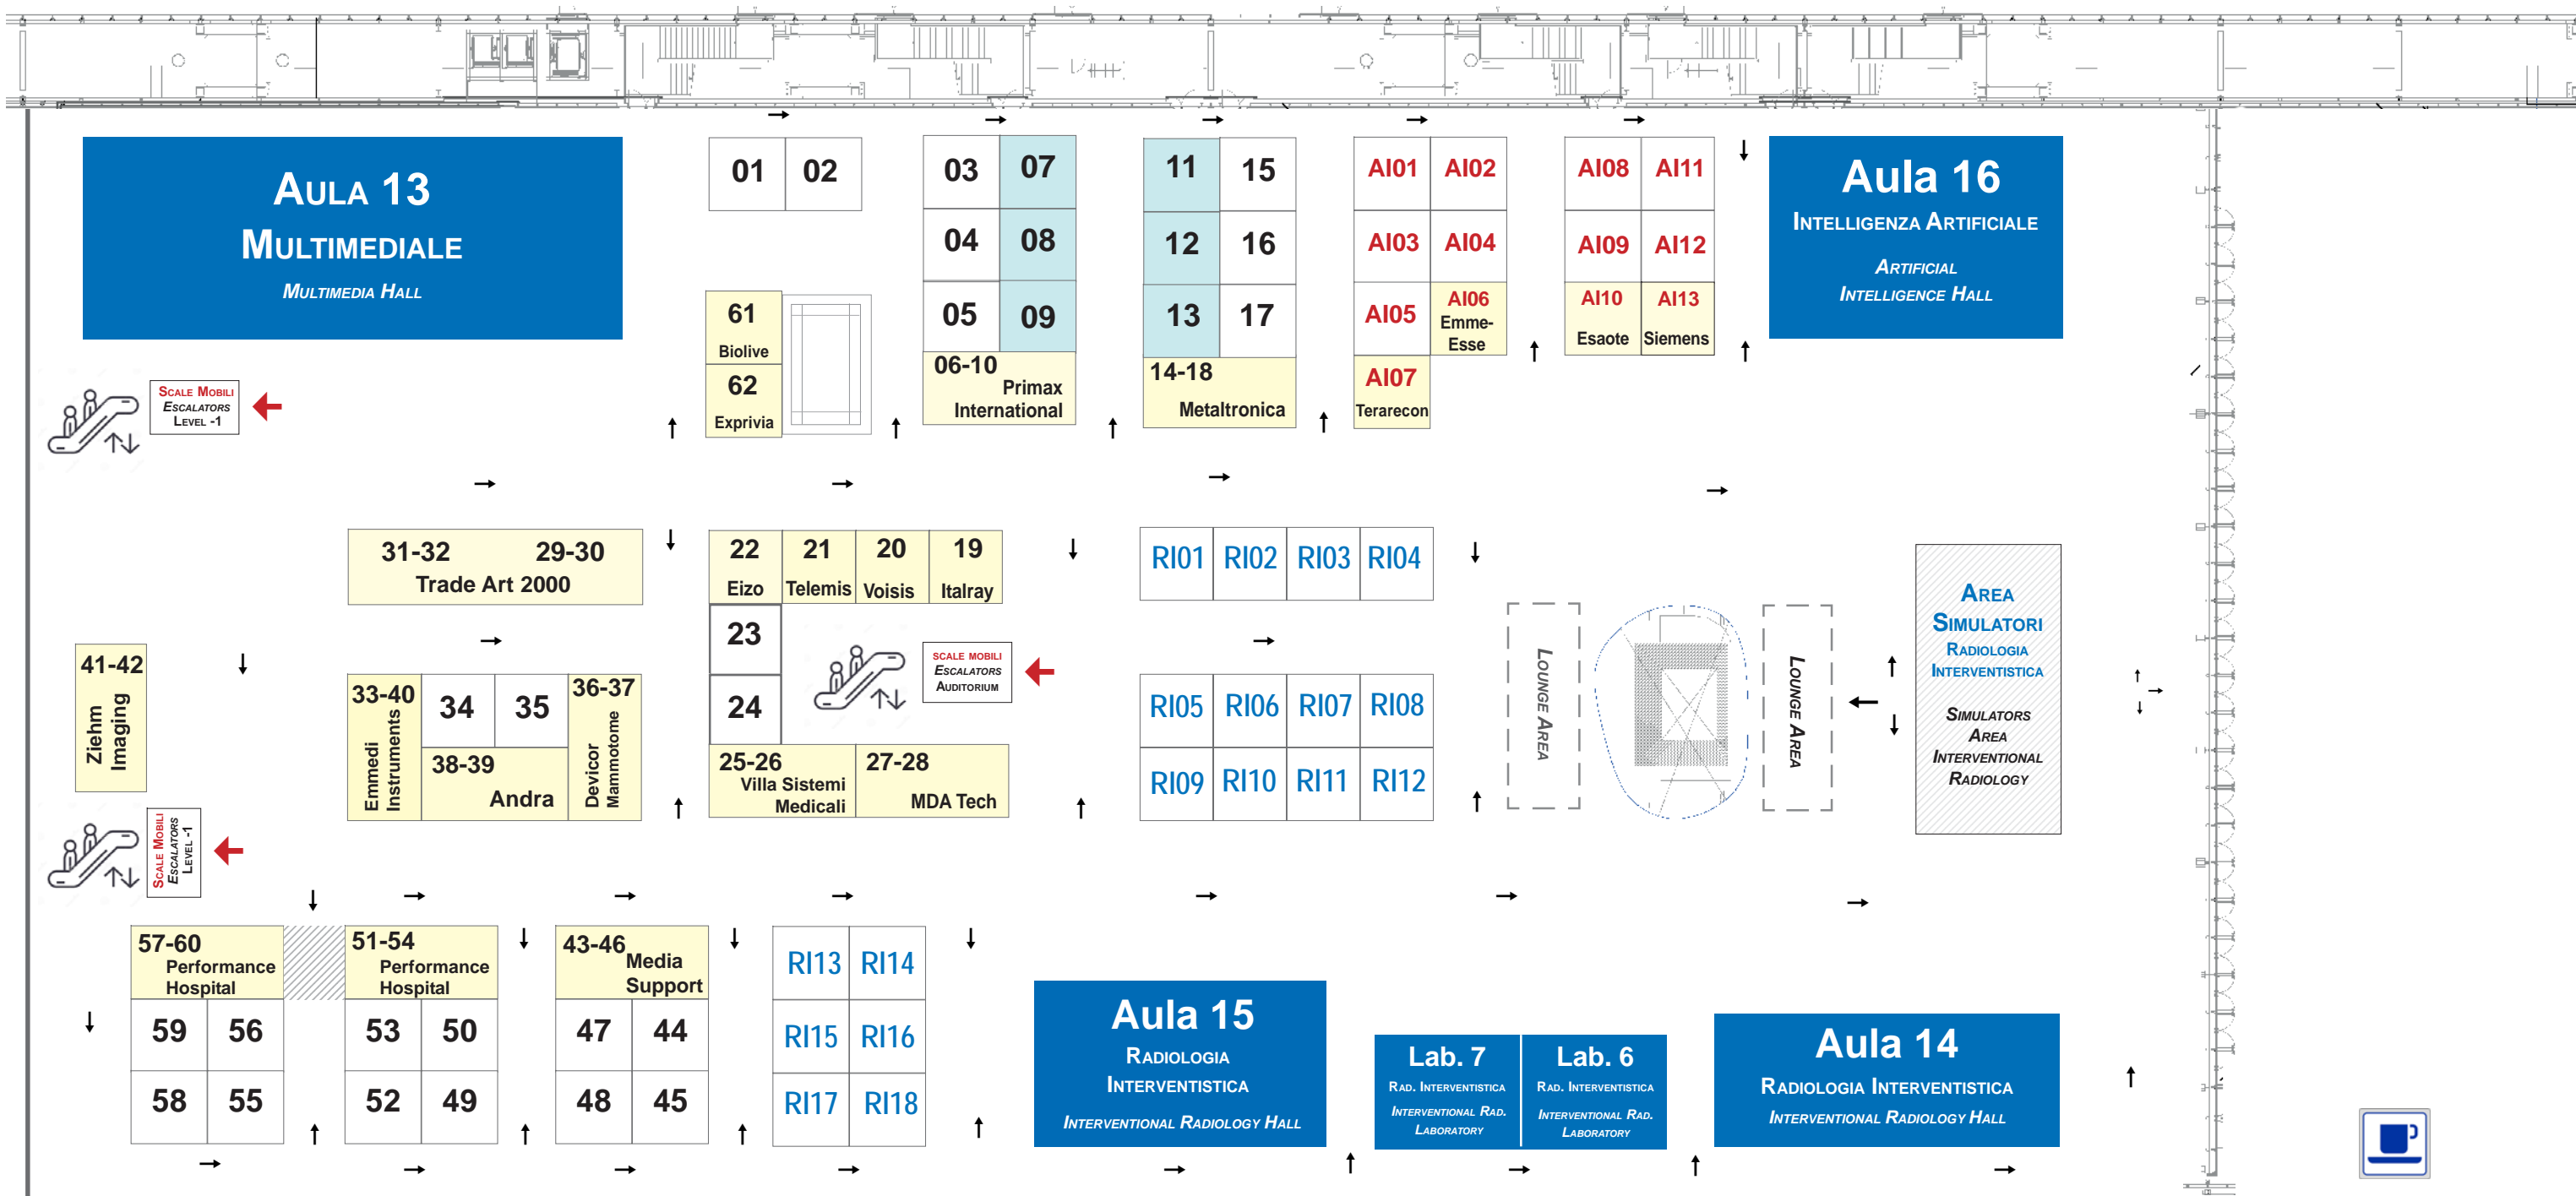 AULA 13
MULTIMEDIALE
MULTIMEDIA HALL
01 02
03 07
04 08
05 09
06-10
Primax
International
11 15
12 16
13 17
14-18
Metaltronica
AI01 AI02
AI03 AI04
AI05
AI06
Emme-
Esse
AI07
Terarecon
AI08 AI11
AI09 AI12
AI10
Esaote
AI13
Siemens
Aula 16
INTELLIGENZA ARTIFICIALE
ARTIFICIAL
INTELLIGENCE HALL
61
Biolive
62
Exprivia
SCALE MOBILI
ESCALATORS
LEVEL -1
31-32 29-30
Trade Art 2000
22
Eizo
21
Telemis
20
Voisis
19
Italray
23
24
SCALE MOBILI
ESCALATORS
AUDITORIUM
25-26
Villa Sistemi
Medicali
27-28
MDA Tech
RI01 RI02 RI03 RI04
RI05 RI06 RI07 RI08
RI09 RI10 RI11 RI12
LOUNGE AREA
LOUNGE AREA
AREA
SIMULATORI
RADIOLOGIA
INTERVENTISTICA
SIMULATORS
AREA
INTERVENTIONAL
RADIOLOGY
41-42
Ziehm
Imaging
33-40
Emmedi
Instruments
34 35
36-37
Devicor
Mammotome
38-39
Andra
SCALE MOBILI
ESCALATORS
LEVEL -1
57-60
Performance
Hospital
59 56
58 55
51-54
Performance
Hospital
53 50
52 49
43-46
Media
Support
47 44
48 45
RI13 RI14
RI15 RI16
RI17 RI18
Aula 15
RADIOLOGIA
INTERVENTISTICA
INTERVENTIONAL RADIOLOGY HALL
Lab. 7
RAD. INTERVENTISTICA
INTERVENTIONAL RAD.
LABORATORY
Lab. 6
RAD. INTERVENTISTICA
INTERVENTIONAL RAD.
LABORATORY
Aula 14
RADIOLOGIA INTERVENTISTICA
INTERVENTIONAL RADIOLOGY HALL